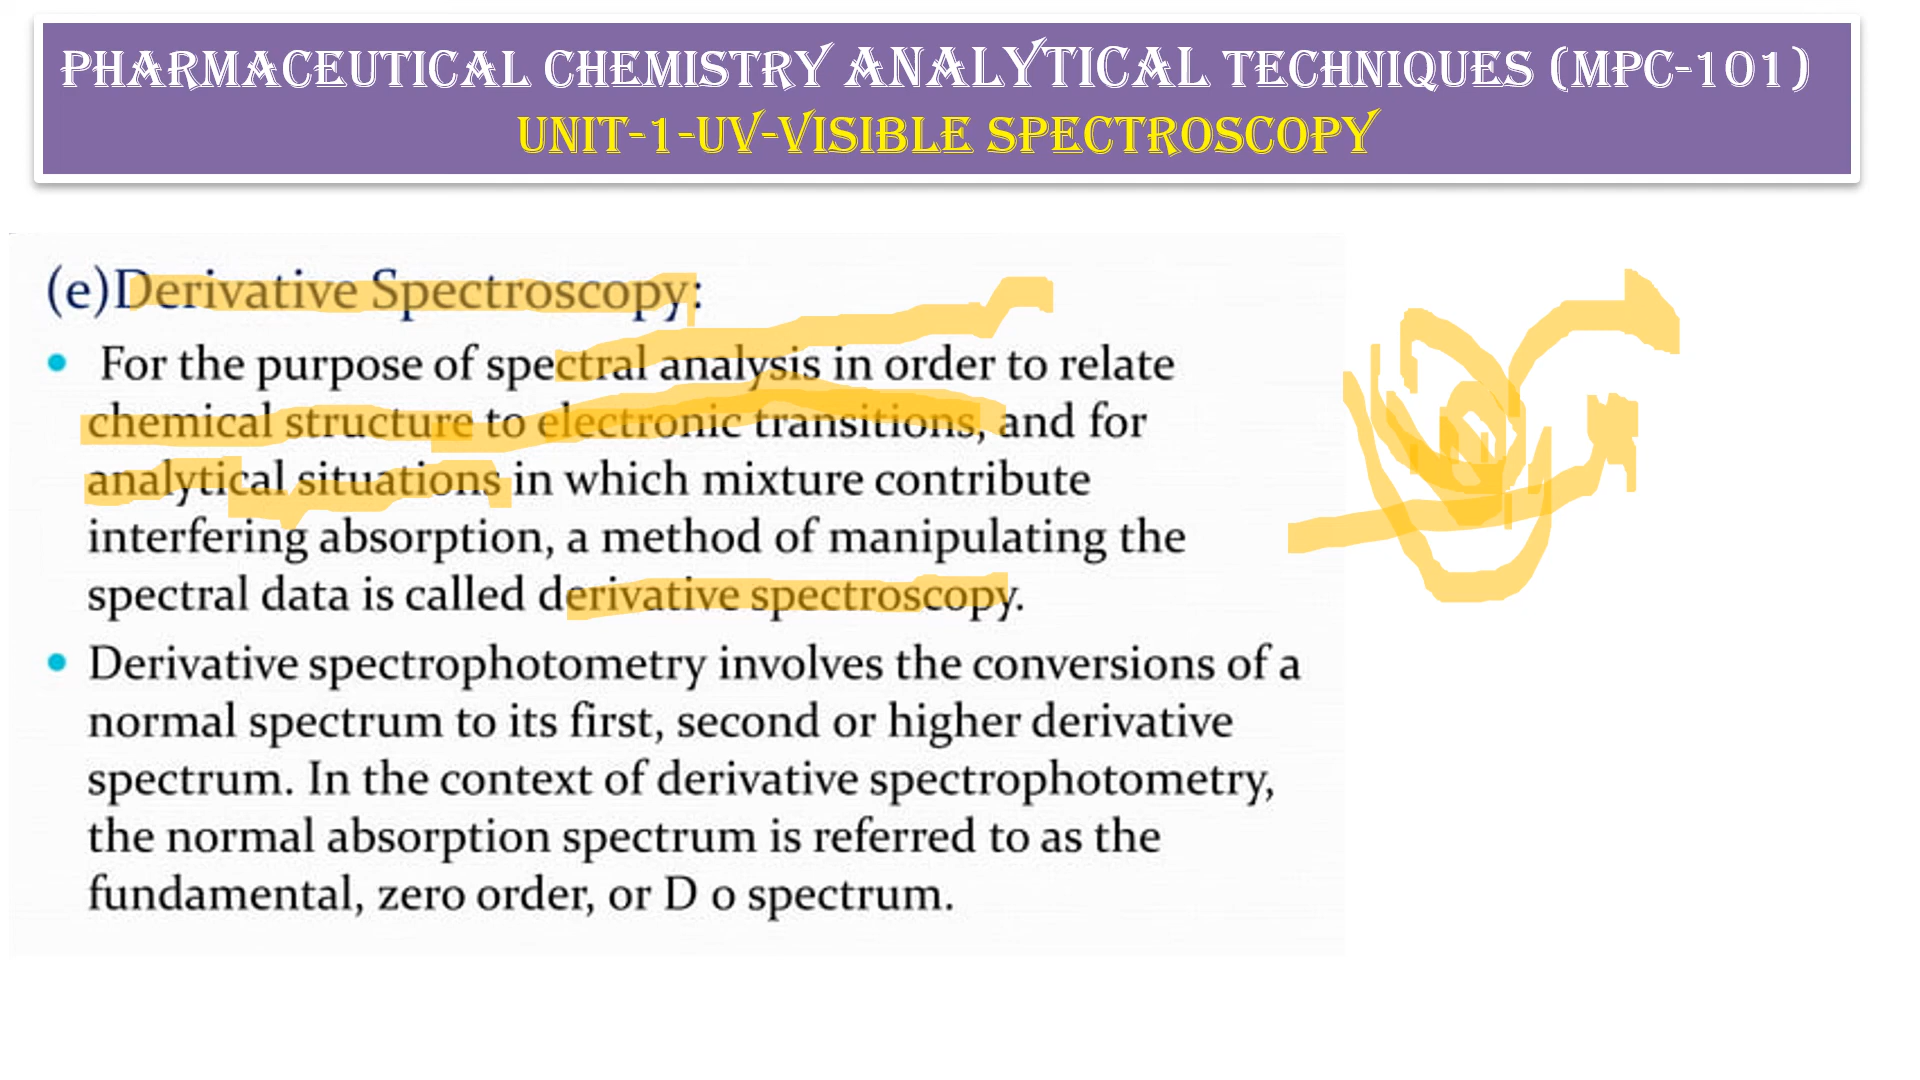 PHARMACEUTICAL CHEMISTRY ANALYTICAL TECHNIQUES (MPC-101)
UNIT-1-UV-VISIBLE SPECTROSCOPY
(e)Derivative Spectroscopy:
• For the purpose of spectral analysis in order to relate
chemical structure to electronic transitions, and for
analytical situations in which mixture contribute
interfering absorption, a method of manipulating the
spectral data is called derivative spectroscopy.
• Derivative spectrophotometry involves the conversions of a
normal spectrum to its first, second or higher derivative
spectrum. In the context of derivative spectrophotometry,
the normal absorption spectrum is referred to as the
fundamental, zero order, or D o spectrum.